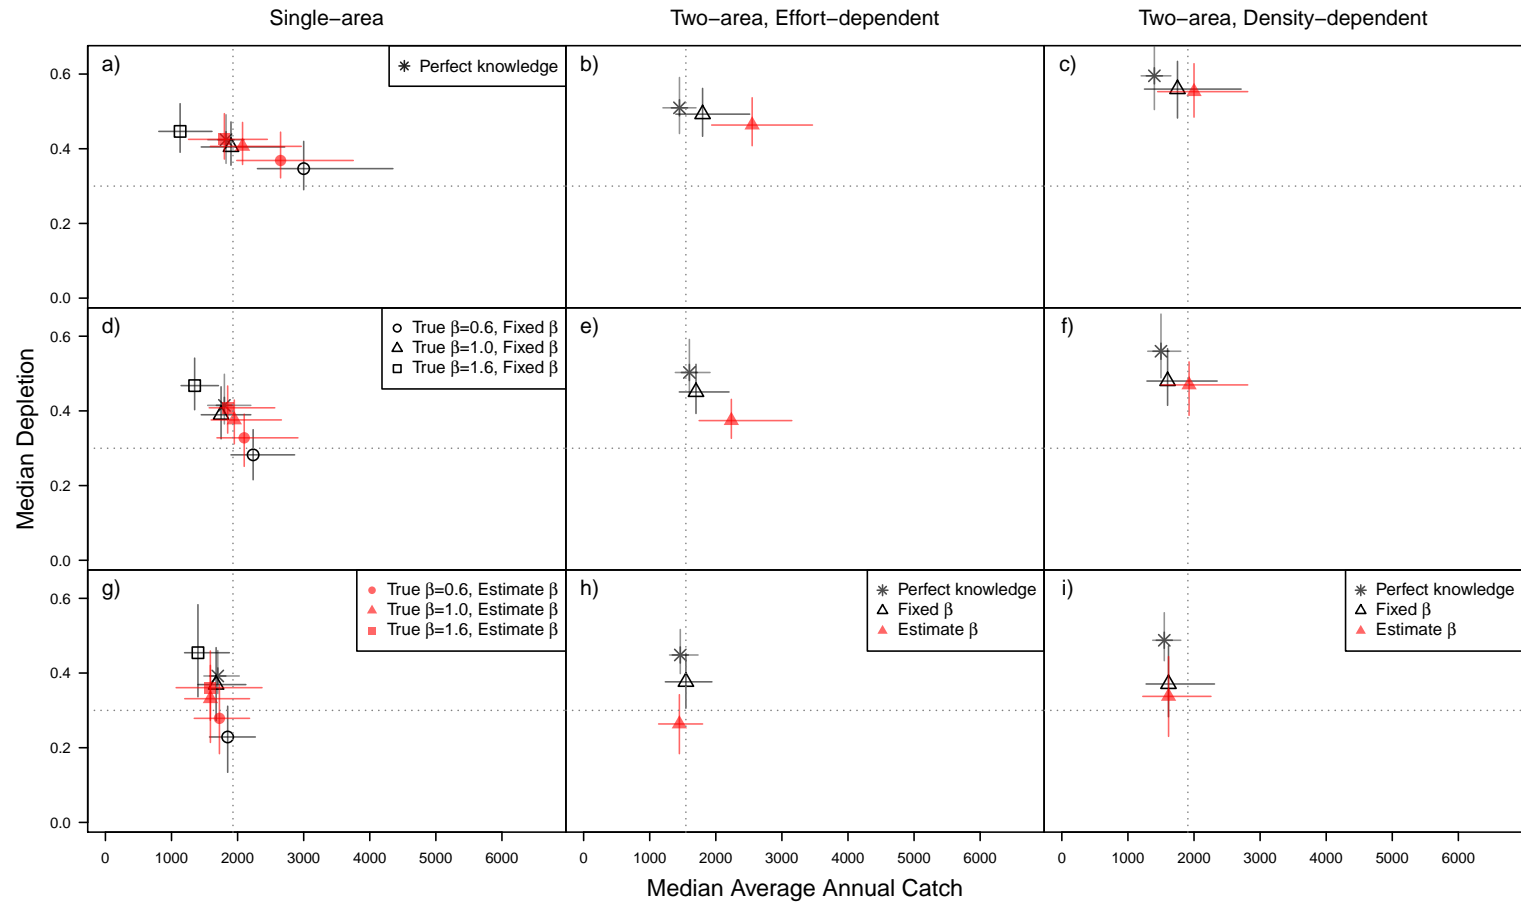 Single−area
Two−area, Effort−dependent
Two−area, Density−dependent
a)
Perfect knowledge
b)
c)
0.6
0.4
0.2
0.0
d)
True β=0.6, Fixed β
True β=1.0, Fixed β
True β=1.6, Fixed β
e)
f)
0.6
0.4
0.2
0.0
Median Depletion
g)
True β=0.6, Estimate β
True β=1.0, Estimate β
True β=1.6, Estimate β
h)
Perfect knowledge
Fixed β
Estimate β
i)
Perfect knowledge
Fixed β
Estimate β
0.6
0.4
0.2
0.0
0 1000 2000 3000 4000 5000 6000
0 1000 2000 3000 4000 5000 6000
0 1000 2000 3000 4000 5000 6000
Median Average Annual Catch